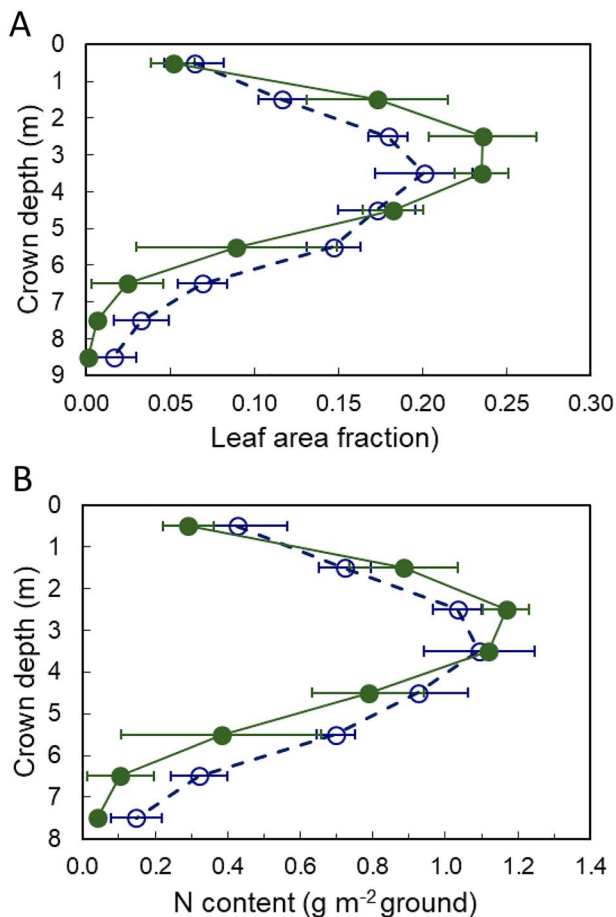 A
0
1
2
3
4
5
6
7
8
9
Crown depth (m)
0.00 0.05 0.10 0.15 0.20 0.25 0.30
Leaf area fraction)
B
0
1
2
3
4
5
6
7
8
Crown depth (m)
0.0 0.2 0.4 0.6 0.8 1.0 1.2 1.4
N content (g m⁻² ground)